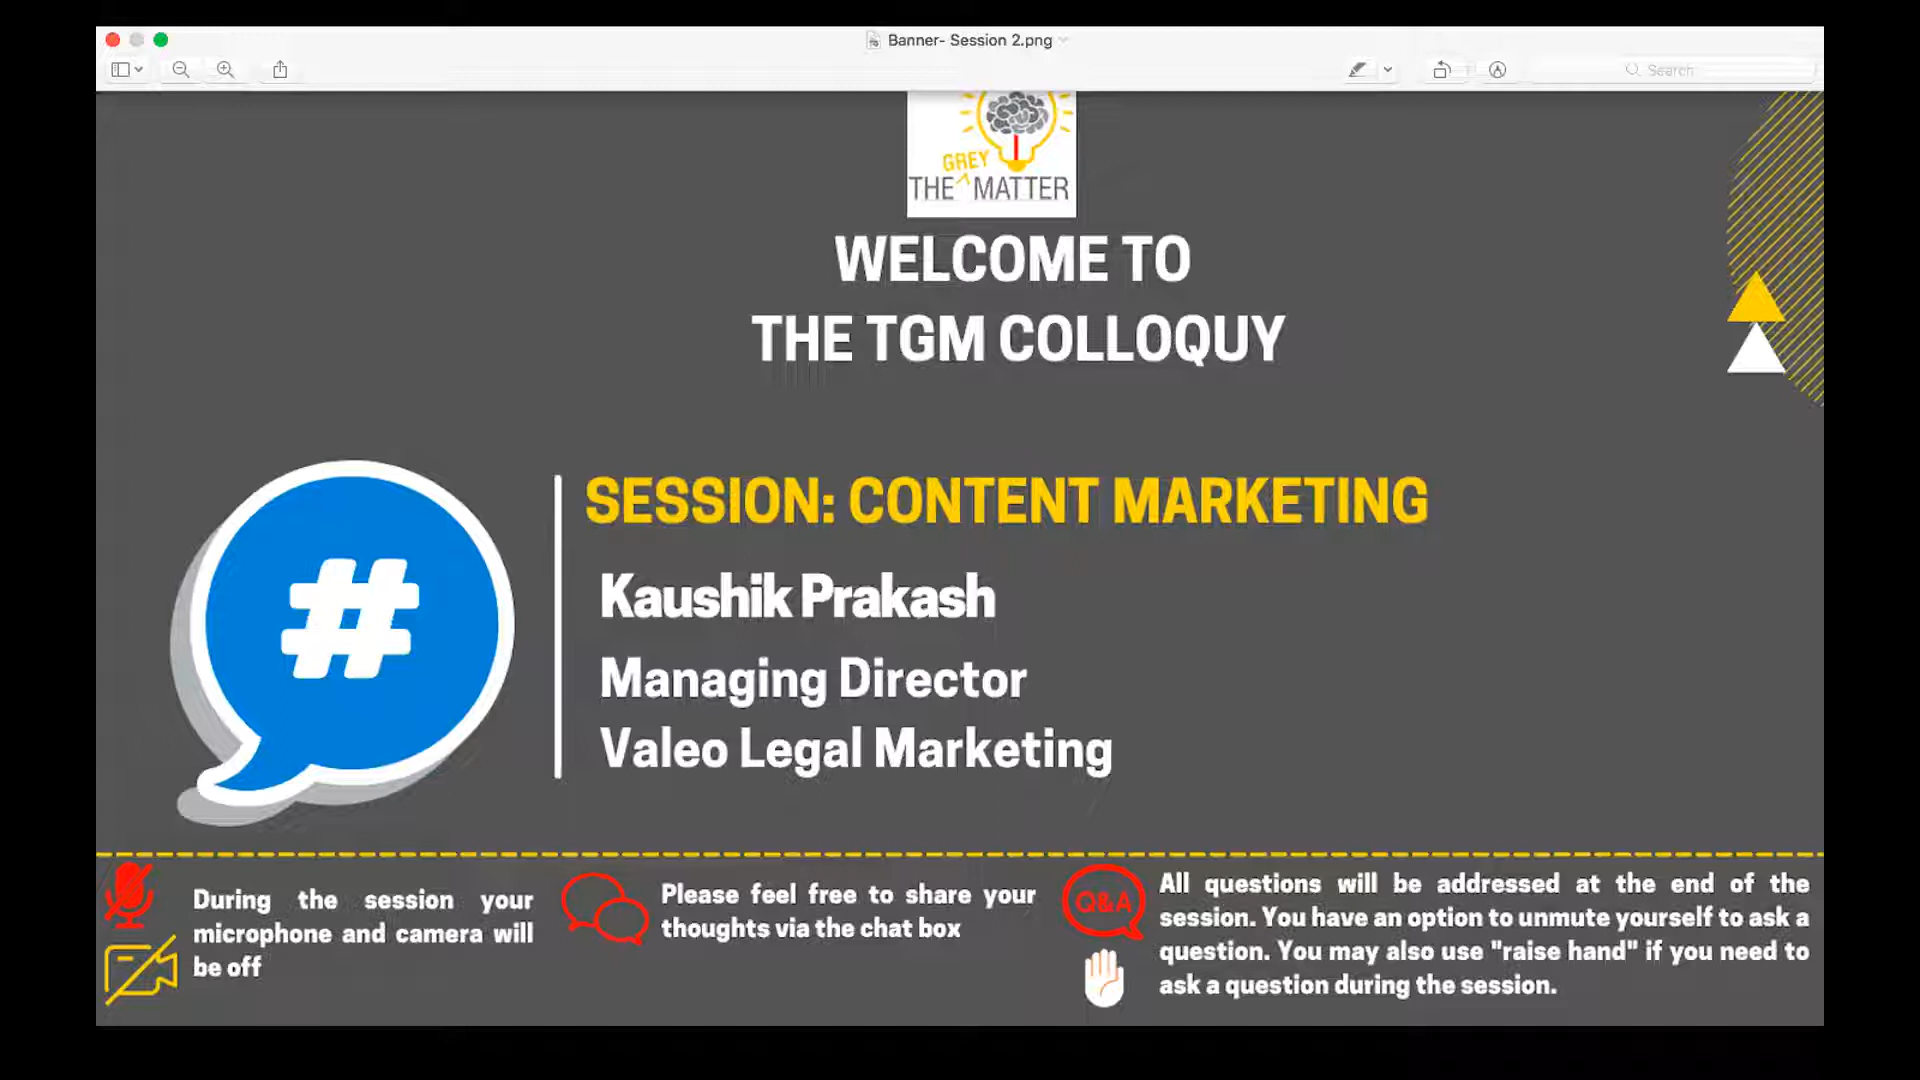 Banner- Session 2.png
Search
GREY
THE MATTER
WELCOME TO
THE TGM COLLOQUY
#
SESSION: CONTENT MARKETING
Kaushik Prakash
Managing Director
Valeo Legal Marketing
During the session your
microphone and camera will
be off
Please feel free to share your
thoughts via the chat box
Q&A
All questions will be addressed at the end of the
session. You have an option to unmute yourself to ask a
question. You may also use "raise hand" if you need to
ask a question during the session.